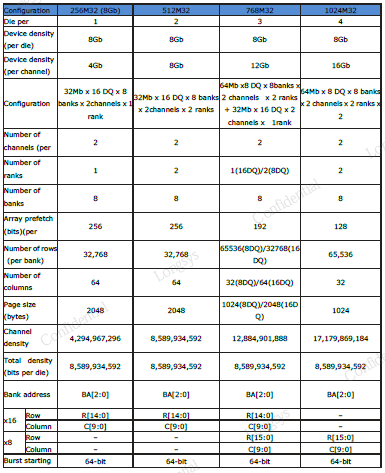 Configuration 256M32 (8Gb) 512M32 768M32 1024M32
Die per 1 2 3 4
Device density
(per die) 8Gb 8Gb 8Gb 8Gb
Device density
(per channel) 4Gb 8Gb 12Gb 16Gb
Configuration 32Mb x 16 DQ x 8 banks x 2channels x 1 rank 32Mb x 16 DQ x 8 banks x 2channels x 2 ranks 64Mb x8 DQ x 8banks x 2 channels x 2 ranks + 32Mb x 16 DQ x 2 channels x 1rank 64Mb x 8 DQ x 8 banks x 2 channels x 2 ranks x 2
Number of
channels (per 2 2 2 2
Number of
ranks 1 2 1(16DQ)/2(8DQ) 2
Number of
banks 8 8 8 8
Array prefetch
(bits)(per 256 256 192 128
Number of rows
(per bank) 32,768 32,768 65536(8DQ)/32768(16DQ) 65,536
Number of
columns 64 64 32(8DQ)/64(16DQ) 32
Page size
(bytes) 2048 2048 1024(8DQ)/2048(16DQ) 1024
Channel
density 4,294,967,296 8,589,934,592 12,884,901,888 17,179,869,184
Total density
(bits per die) 8,589,934,592 8,589,934,592 8,589,934,592 8,589,934,592
Bank address BA[2:0] BA[2:0] BA[2:0] BA[2:0]
x16 Row R[14:0] R[14:0] R[14:0] –
Column C[9:0] C[9:0] C[9:0] –
x8 Row – – R[15:0] R[15:0]
Column – – C[9:0] C[9:0]
Burst starting 64-bit 64-bit 64-bit 64-bit
Longsys
Confidential
Longsys
Confidential